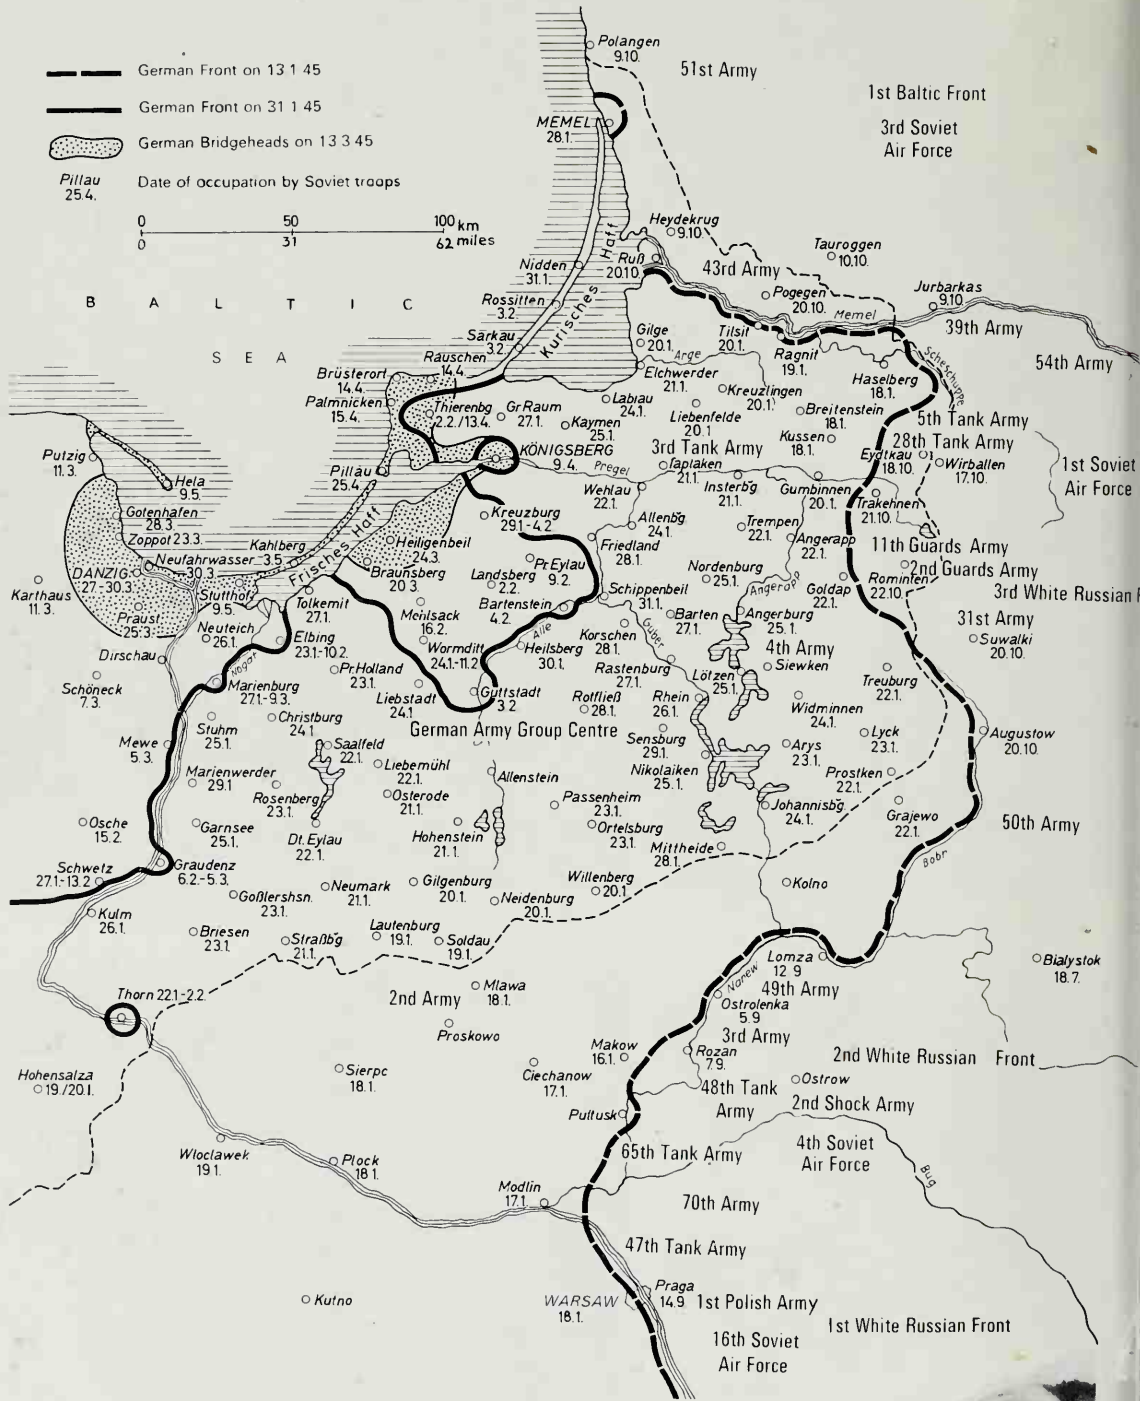 German Front on 13 1 45
German Front on 31 1 45
German Bridgeheads on 13 3 45
Pillau
25.4.
Date of occupation by Soviet troops
0 50 100 km
0 31 62 miles
Polangen
9.10.
51st Army
1st Baltic Front
3rd Soviet
Air Force
MEMEL
28.1.
Heydekrug
9.10.
Tauroggen
10.10.
43rd Army
Ruß
20.10.
Nidden
31.1.
Pogegen
20.10.
Jurbarkas
9.10.
Memel
39th Army
54th Army
BALTIC
SEA
Rossitten
3.2.
Kurisches Haff
Sarkau
3.2.
Gilge
20.1.
Tilsit
20.1.
Ragnit
19.1.
Scheschuppe
Arge
Rauschen
14.4.
Brüsterort
14.4.
Elchwerder
21.1.
Haselberg
18.1.
Palmnicken
15.4.
Thierenbg
2.2./13.4.
Gr Raum
27.1.
Labiau
24.1.
Kreuzlingen
20.1.
Liebenfelde
20.1
Breitenstein
18.1.
5th Tank Army
Kaymen
25.1.
Kussen
18.1.
28th Tank Army
3rd Tank Army
Eydtkau
18.10.
Wirballen
17.10.
1st Soviet
Air Force
KÖNIGSBERG
9.4.
Pregel
Taplaken
21.1.
Putzig
11.3.
Hela
9.5.
Pillau
25.4.
Wehlau
22.1.
Insterb'g
21.1.
Gumbinnen
20.1.
Trakehnen
21.10.
Gotenhafen
28.3.
Zoppot 23.3.
Kreuzburg
29.1-4.2.
Allenb'g
24.1.
Trempen
22.1.
Angerapp
22.1.
11th Guards Army
2nd Guards Army
3rd White Russian F
Neufahrwasser
30.3.
Kahlberg
3.5.
Frisches Haff
Heiligenbeil
24.3.
Friedland
28.1.
DANZIG
27.-30.3.
Pr Eylau
9.2.
Nordenburg
25.1.
Rominten
22.10.
Karthaus
11.3.
Stutthof
9.5.
Braunsberg
20 3.
Landsberg
2.2.
Angerap
Goldap
22.1.
Tolkemit
27.1.
Schippenbeil
31.1.
31st Army
Praust
25.3.
Mehlsack
16.2.
Bartenstein
4.2.
Barten
27.1.
Angerburg
25.1.
Neuteich
26.1.
Elbing
23.1.-10.2.
Alle
Korschen
28.1.
Guber
Suwalki
20.10.
4th Army
Dirschau
Nogat
Wormditt
24.1.-11.2
Heilsberg
30.1.
Siewken
Rastenburg
27.1.
Lötzen
25.1.
Treuburg
22.1.
Schöneck
7.3.
Marienburg
27.1.-9.3.
Pr.Holland
23.1.
Liebstadt
24.1
Guttstadt
3.2.
Rotfließ
28.1.
Rhein
26.1.
Widminnen
24.1.
Stuhm
25.1.
Christburg
24.1
German Army Group Centre
Sensburg
29.1.
Lyck
23.1.
Augustow
20.10.
Mewe
5.3.
Saalfeld
22.1.
Arys
23.1.
Liebemühl
22.1.
Allenstein
Nikolaiken
25.1.
Prostken
22.1.
Marienwerder
29.1
Rosenberg
23.1.
Osterode
21.1.
Passenheim
23.1.
Johannisb'g.
24.1.
Grajewo
22.1.
50th Army
Osche
15.2.
Garnsee
25.1.
Dt. Eylau
22.1.
Hohenstein
21.1.
Ortelsburg
23.1.
Mittheide
28.1.
Bobr
Schwetz
27.1.-13.2
Graudenz
6.2.-5.3.
Goßlershsn.
23.1.
Neumark
21.1.
Gilgenburg
20.1.
Willenberg
20.1.
Kolno
Neidenburg
20.1.
Kulm
26.1.
Briesen
23.1.
Straßb'g
21.1.
Lautenburg
19.1.
Soldau
19.1.
Lomza
12 9
Bialystok
18.7.
Narew
49th Army
Thorn 22.1-2.2.
2nd Army
Mlawa
18.1.
Ostrolenka
5.9
Proskowo
3rd Army
Makow
16.1.
Rozan
7.9.
2nd White Russian Front
Hohensalza
19./20.1.
Sierpc
18.1.
Ciechanow
17.1.
48th Tank
Army
Ostrow
2nd Shock Army
Pultusk
4th Soviet
Air Force
Wloclawek
19 1.
Plock
18 1.
65th Tank Army
Bug
Modlin
17.1.
70th Army
47th Tank Army
Kutno
Praga
14.9
WARSAW
18.1.
1st Polish Army
1st White Russian Front
16th Soviet
Air Force